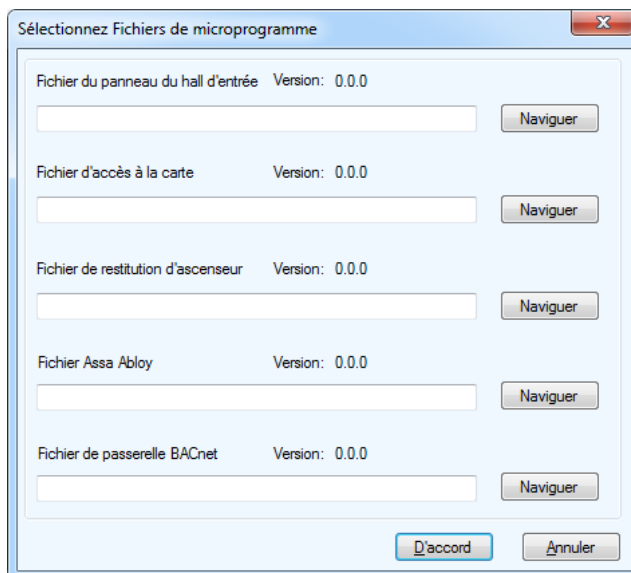 Sélectionnez Fichiers de microprogramme
Fichier du panneau du hall d'entrée Version: 0.0.0
Naviguer
Fichier d'accès à la carte Version: 0.0.0
Naviguer
Fichier de restitution d'ascenseur Version: 0.0.0
Naviguer
Fichier Assa Abloy Version: 0.0.0
Naviguer
Fichier de passerelle BACnet Version: 0.0.0
Naviguer
D'accord Annuler